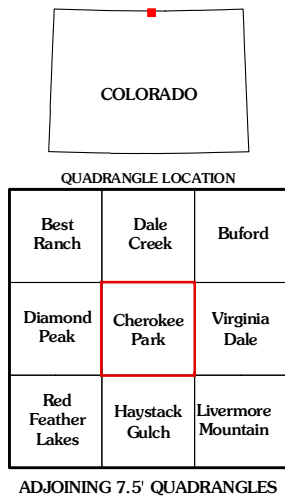 COLORADO
QUADRANGLE LOCATION
Best
Ranch
Dale
Creek
Buford
Diamond
Peak
Cherokee
Park
Virginia
Dale
Red
Feather
Lakes
Haystack
Gulch
Livermore
Mountain
ADJOINING 7.5' QUADRANGLES